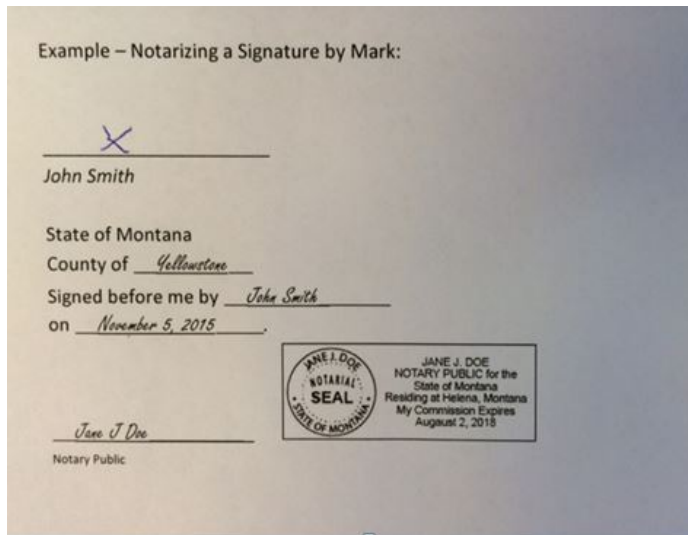 Example – Notarizing a Signature by Mark:
X
John Smith
State of Montana
County of Yellowstone
Signed before me by John Smith
on November 5, 2015.
JANE J. DOE
NOTARIAL
SEAL
STATE OF MONTANA
JANE J. DOE
NOTARY PUBLIC for the
State of Montana
Residing at Helena, Montana
My Commission Expires
Augaust 2, 2018
Jane J Doe
Notary Public